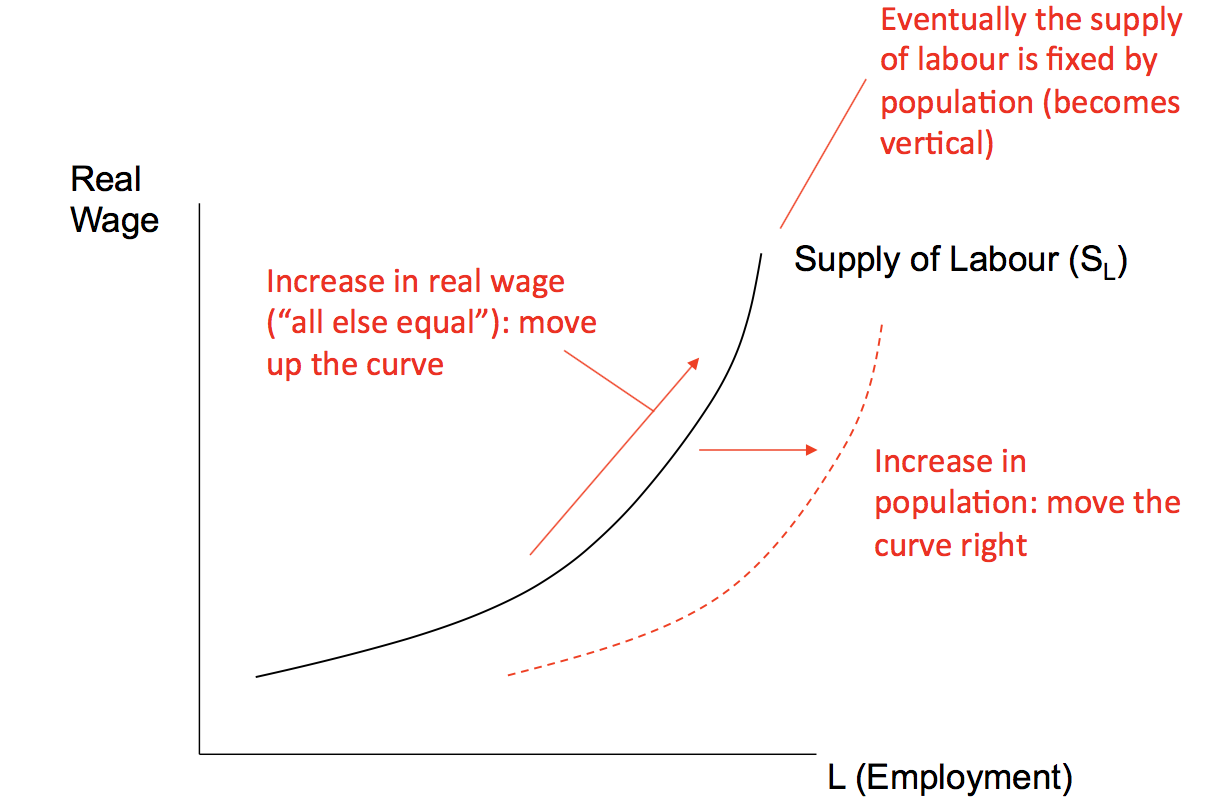 Eventually the supply
of labour is fixed by
population (becomes
vertical)
Real
Wage
Supply of Labour (SL)
Increase in real wage
(“all else equal”): move
up the curve
Increase in
population: move the
curve right
L (Employment)